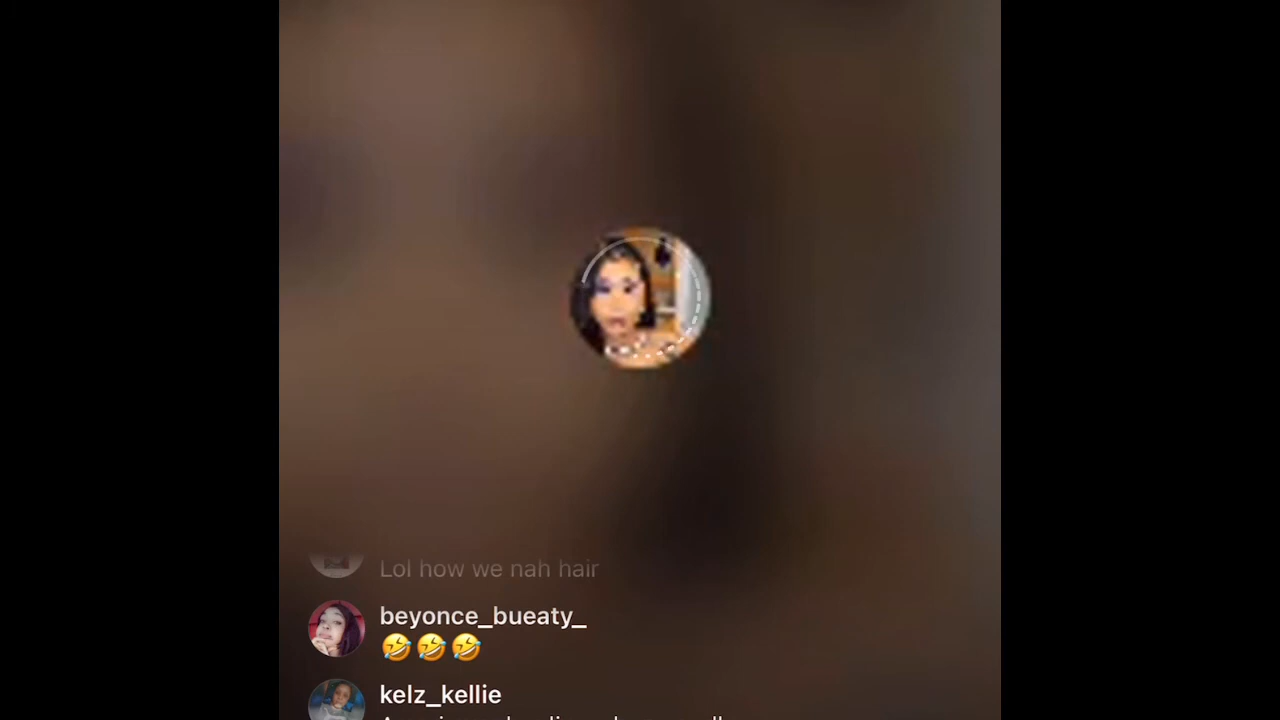 Lol how we nah hair
beyonce_bueaty_
🤣🤣🤣
kelz_kellie